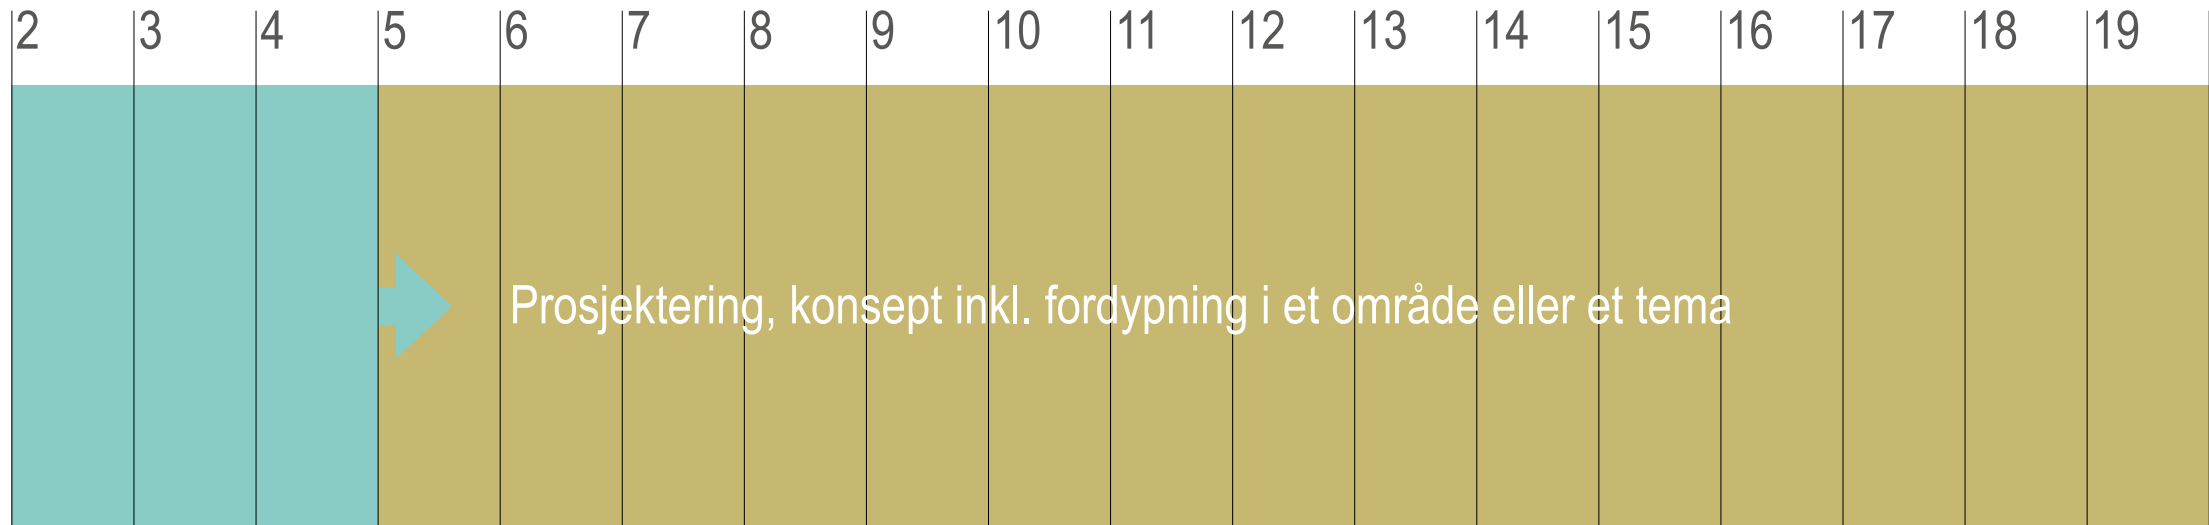 2 3 4 5 6 7 8 9 10 11 12 13 14 15 16 17 18 19
Prosjektering, konsept inkl. fordypning i et område eller et tema